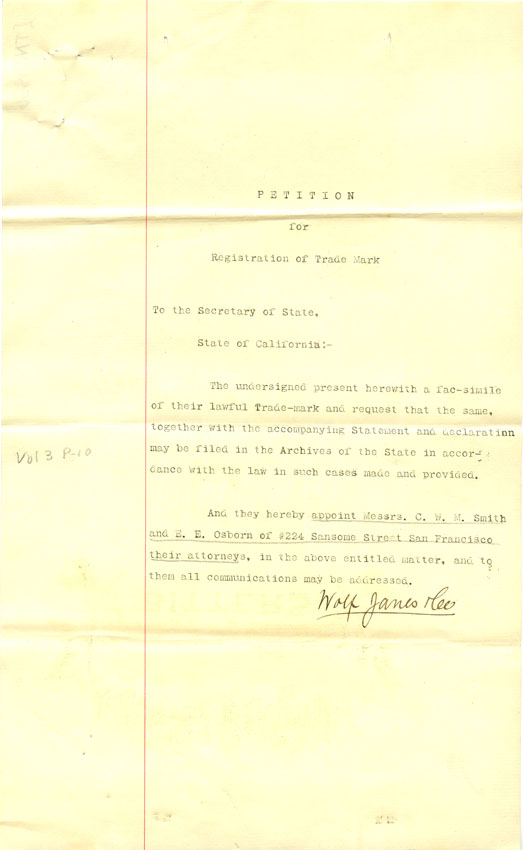 P E T I T I O N
for
Registration of Trade Mark
To the Secretary of State,
State of California:-
The undersigned present herewith a fac-simile
of their lawful Trade-mark and request that the same,
together with the accompanying Statement and declaration
may be filed in the Archives of the State in accor-
dance with the law in such cases made and provided.
Vol 3 P-10
And they hereby appoint Messrs. C. W. M. Smith
and E. E. Osborn of #224 Sansome Street San Francisco
their attorneys, in the above entitled matter, and to
them all communications may be addressed.
Wolf